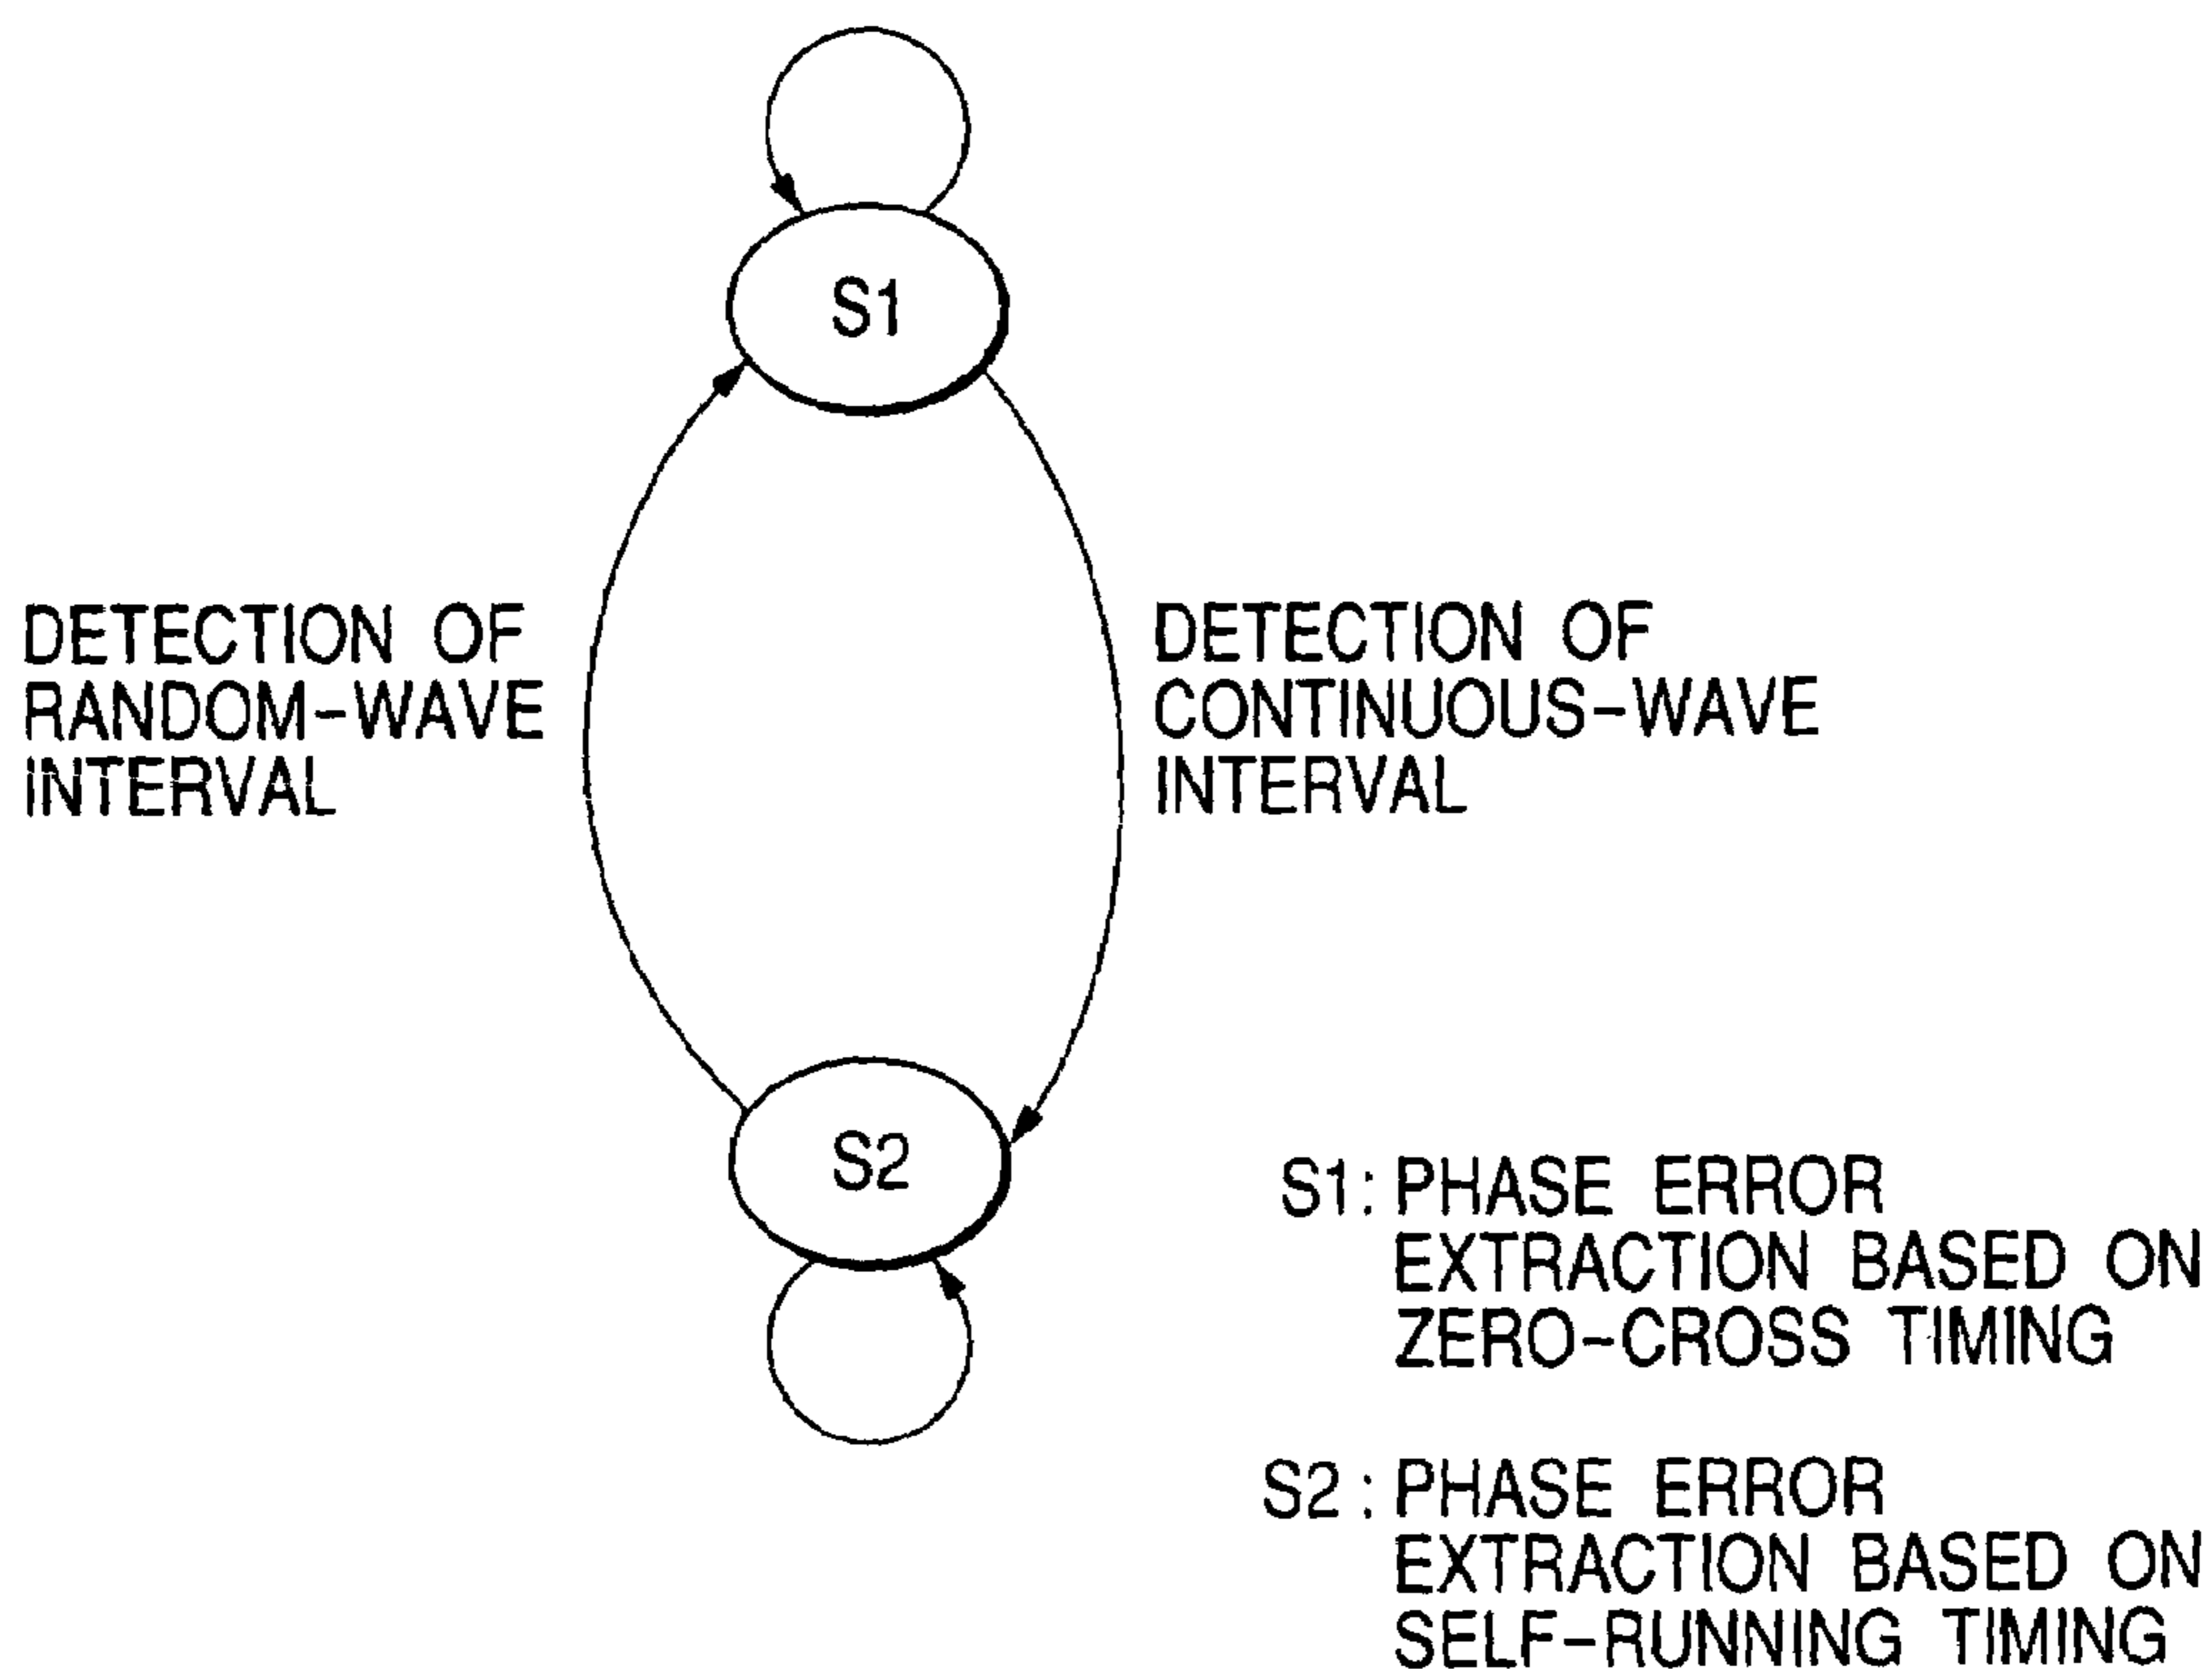 S1
DETECTION OF
RANDOM-WAVE
INTERVAL
DETECTION OF
CONTINUOUS-WAVE
INTERVAL
S2
S1: PHASE ERROR
EXTRACTION BASED ON
ZERO-CROSS TIMING
S2: PHASE ERROR
EXTRACTION BASED ON
SELF-RUNNING TIMING